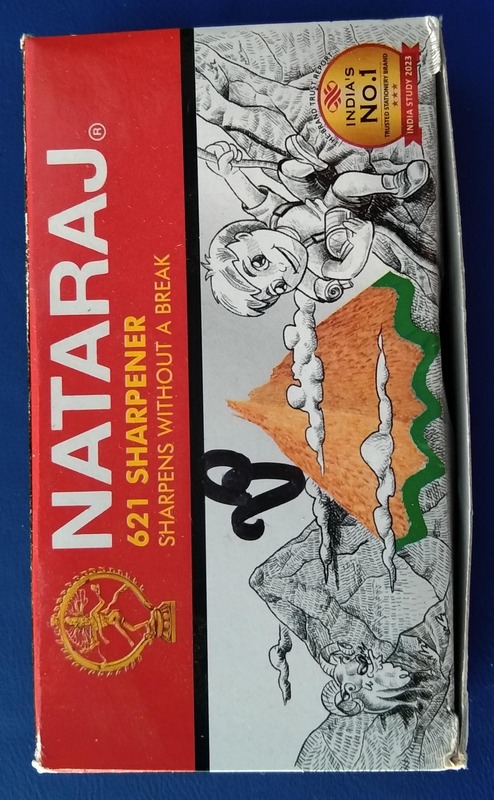 NATARAJ®
621 SHARPENER
SHARPENS WITHOUT A BREAK
INDIA'S
No.1
TRUSTED STATIONERY BRAND
INDIA STUDY 2023